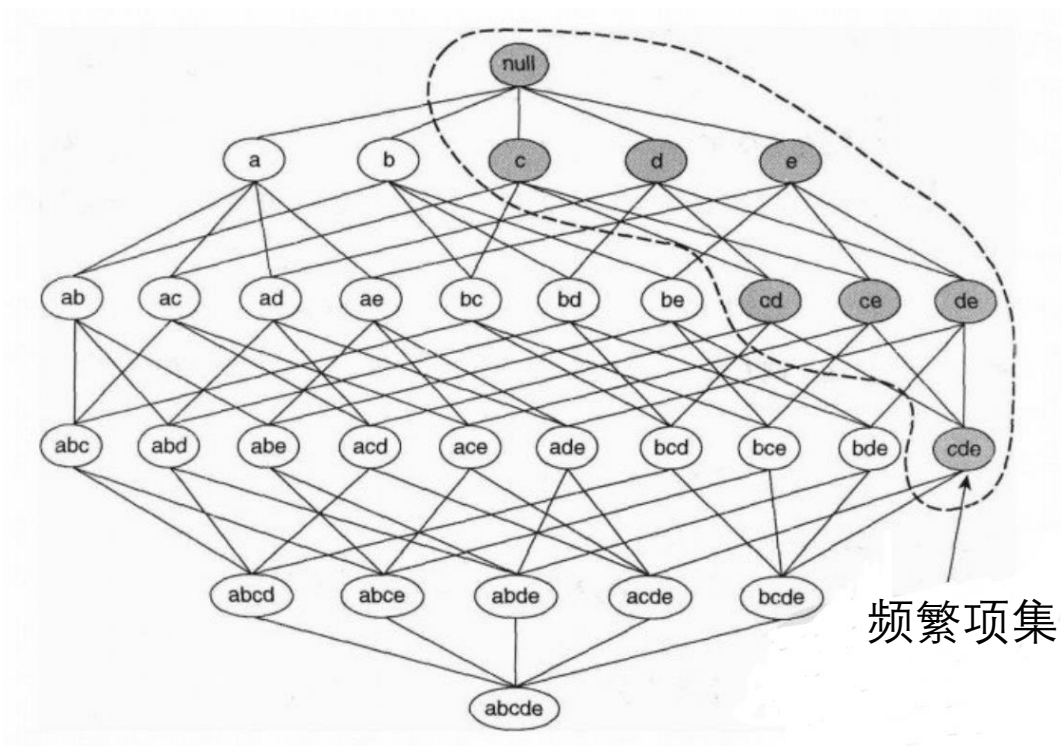 null
a b c d e
ab ac ad ae bc bd be cd ce de
abc abd abe acd ace ade bcd bce bde cde
abcd abce abde acde bcde
频繁项集
abcde